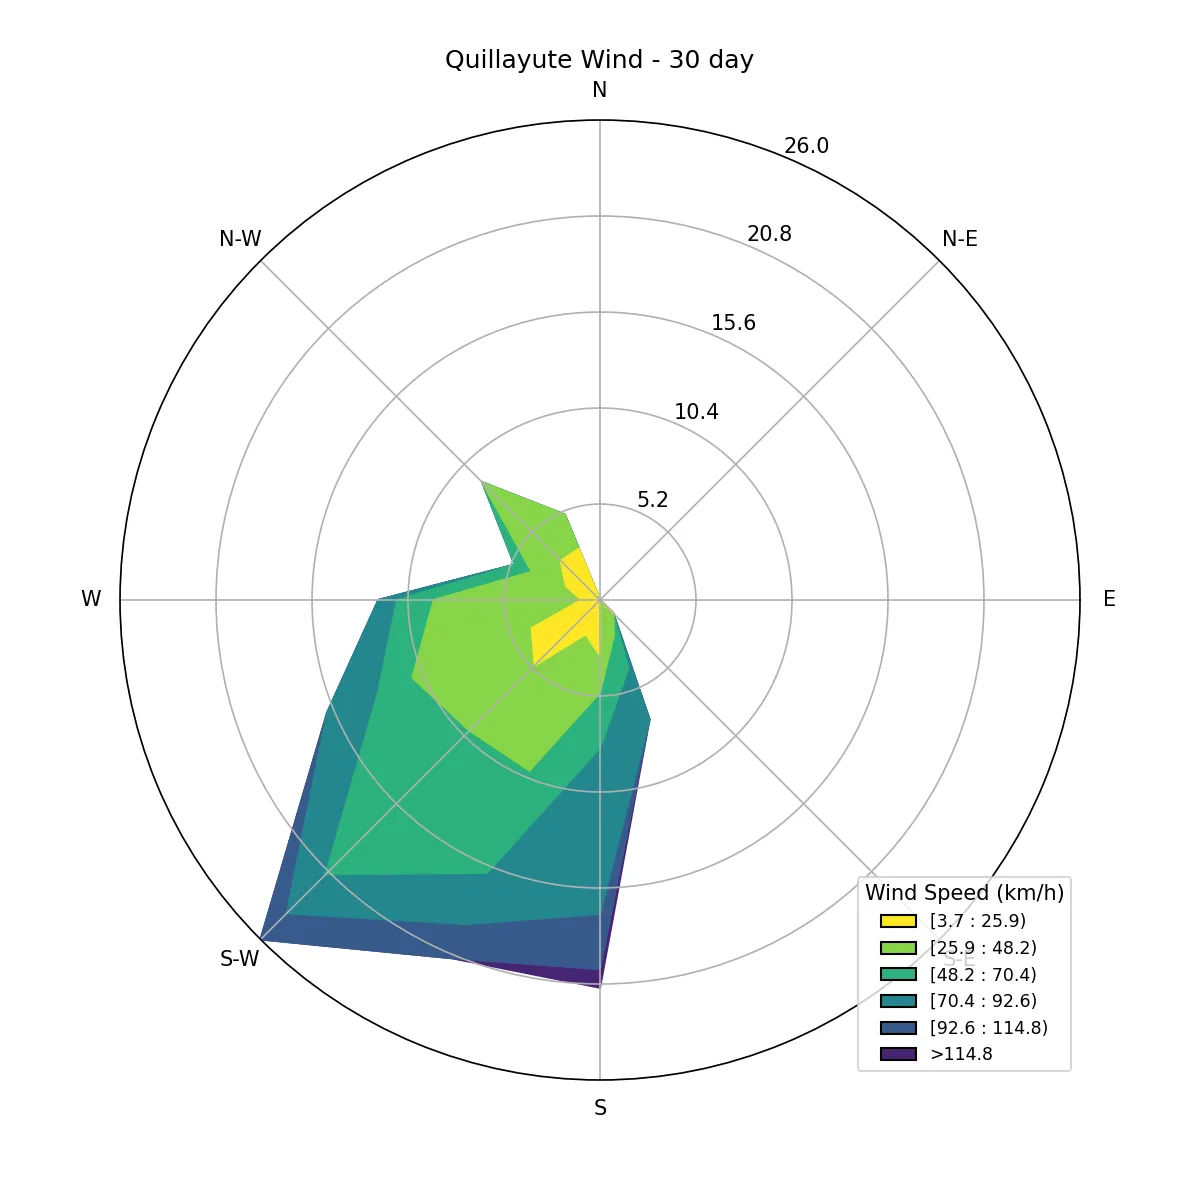 Quillayute Wind - 30 day
N
26.0
N-W
N-E
20.8
15.6
10.4
5.2
W
E
Wind Speed (km/h)
[3.7 : 25.9)
[25.9 : 48.2)
S-W
S-E
[48.2 : 70.4)
[70.4 : 92.6)
[92.6 : 114.8)
>114.8
S